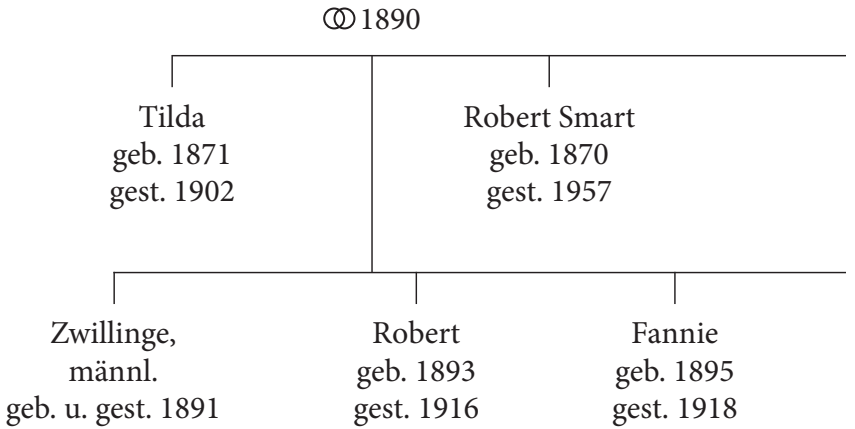 ⚭ 1890
Tilda
geb. 1871
gest. 1902
Robert Smart
geb. 1870
gest. 1957
Zwillinge,
männl.
geb. u. gest. 1891
Robert
geb. 1893
gest. 1916
Fannie
geb. 1895
gest. 1918